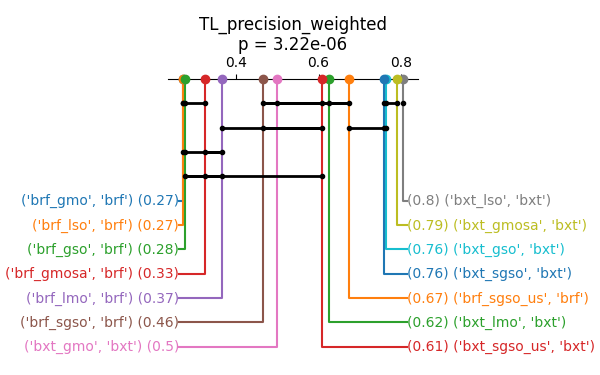 TL_precision_weighted
p = 3.22e-06
0.4 0.6 0.8
('brf_gmo', 'brf') (0.27)
(0.8) ('bxt_lso', 'bxt')
('brf_lso', 'brf') (0.27)
(0.79) ('bxt_gmosa', 'bxt')
('brf_gso', 'brf') (0.28)
(0.76) ('bxt_gso', 'bxt')
('brf_gmosa', 'brf') (0.33)
(0.76) ('bxt_sgso', 'bxt')
('brf_lmo', 'brf') (0.37)
(0.67) ('brf_sgso_us', 'brf')
('brf_sgso', 'brf') (0.46)
(0.62) ('bxt_lmo', 'bxt')
('bxt_gmo', 'bxt') (0.5)
(0.61) ('bxt_sgso_us', 'bxt')